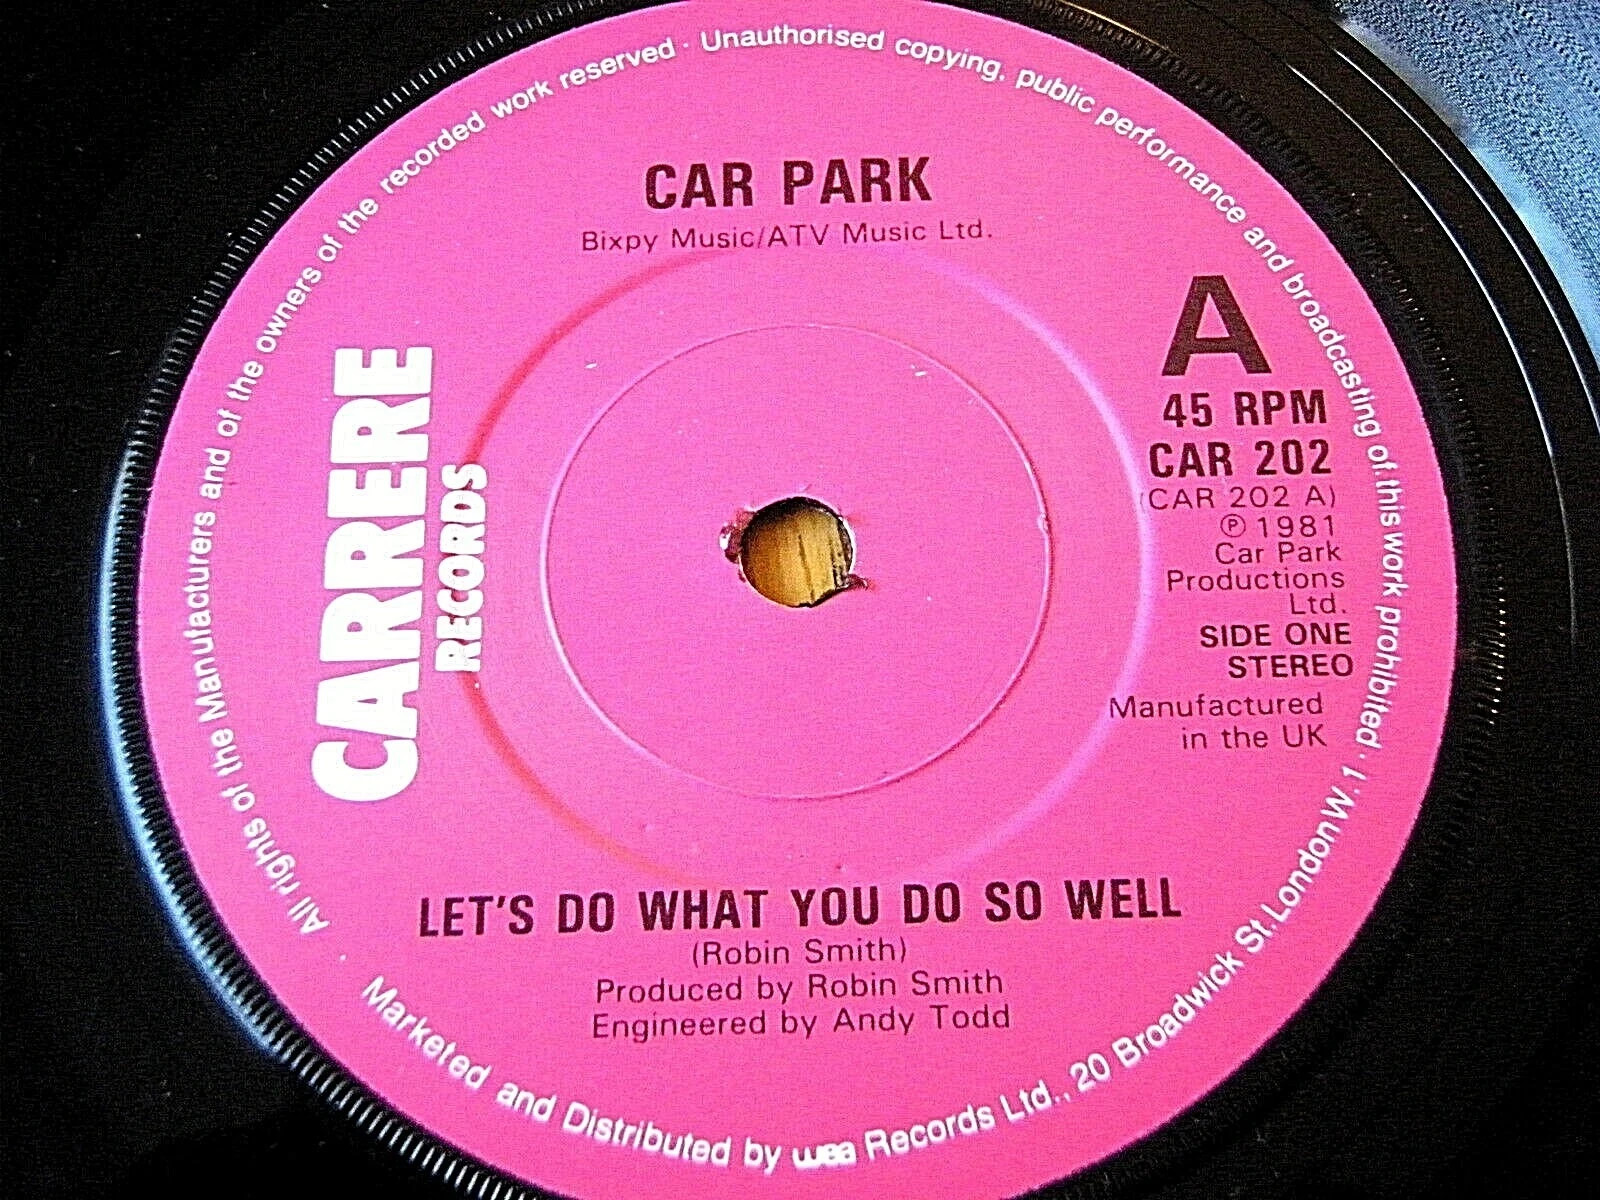 All rights of the Manufacturers and of the owners of the recorded work reserved · Unauthorised copying, public performance and broadcasting of this work prohibited ·
CAR PARK
Bixpy Music/ATV Music Ltd.
CARRERE
RECORDS
A
45 RPM
CAR 202
(CAR 202 A)
℗ 1981
Car Park
Productions
Ltd.
SIDE ONE
STEREO
Manufactured
in the UK
LET'S DO WHAT YOU DO SO WELL
(Robin Smith)
Produced by Robin Smith
Engineered by Andy Todd
Marketed and Distributed by wea Records Ltd., 20 Broadwick St. London W.1 ·